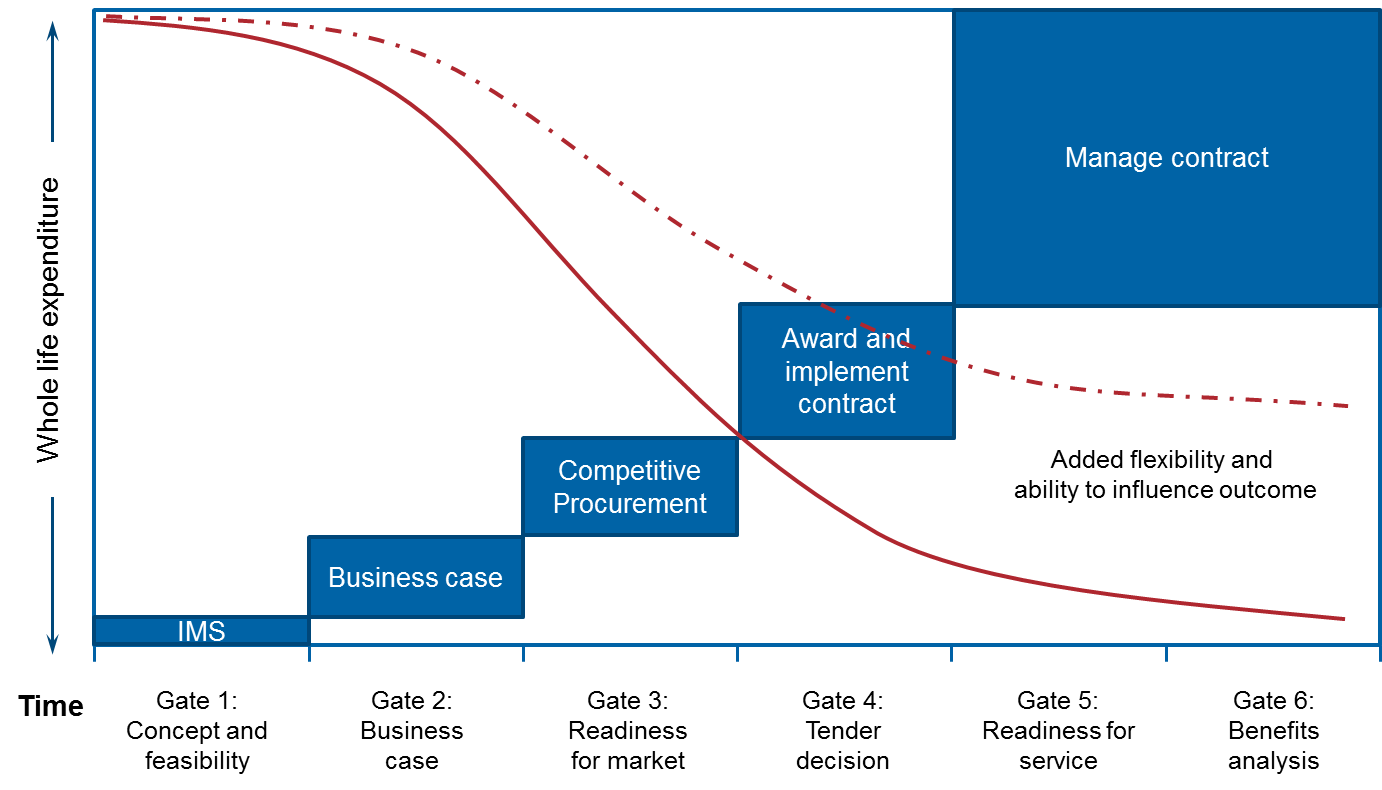 Whole life expenditure
Manage contract
Award and
implement
contract
Competitive
Procurement
Added flexibility and
ability to influence outcome
Business case
IMS
Time
Gate 1:
Concept and
feasibility
Gate 2:
Business
case
Gate 3:
Readiness
for market
Gate 4:
Tender
decision
Gate 5:
Readiness for
service
Gate 6:
Benefits
analysis